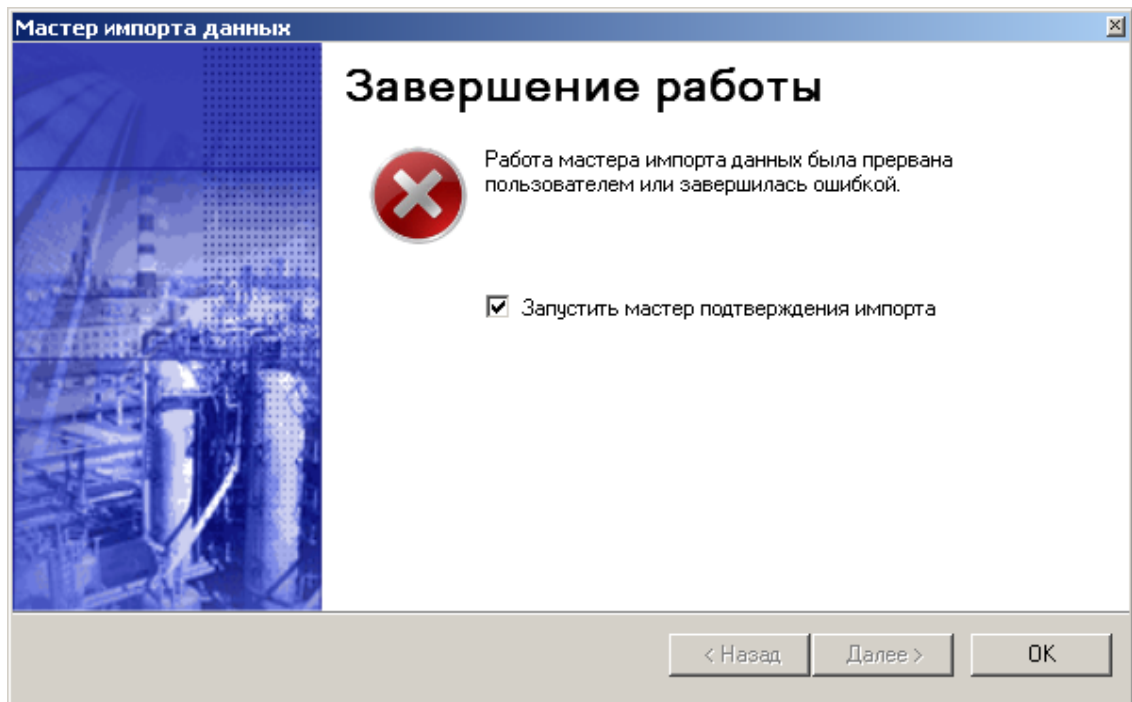 Мастер импорта данных
Завершение работы
Работа мастера импорта данных была прервана
пользователем или завершилась ошибкой.
Запустить мастер подтверждения импорта
< Назад
Далее >
OK